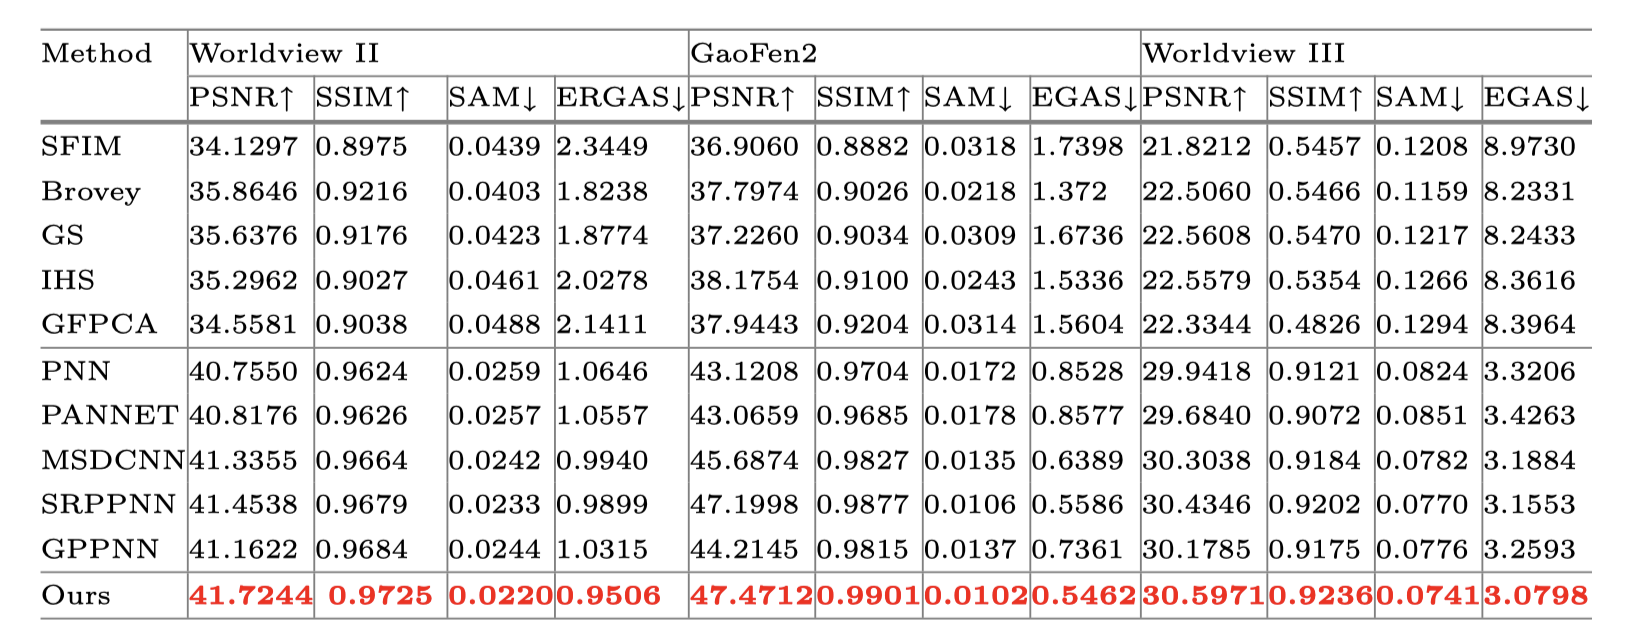 Method Worldview II GaoFen2 Worldview III
PSNR↑ SSIM↑ SAM↓ ERGAS↓ PSNR↑ SSIM↑ SAM↓ EGAS↓ PSNR↑ SSIM↑ SAM↓ EGAS↓
SFIM 34.1297 0.8975 0.0439 2.3449 36.9060 0.8882 0.0318 1.7398 21.8212 0.5457 0.1208 8.9730
Brovey 35.8646 0.9216 0.0403 1.8238 37.7974 0.9026 0.0218 1.372 22.5060 0.5466 0.1159 8.2331
GS 35.6376 0.9176 0.0423 1.8774 37.2260 0.9034 0.0309 1.6736 22.5608 0.5470 0.1217 8.2433
IHS 35.2962 0.9027 0.0461 2.0278 38.1754 0.9100 0.0243 1.5336 22.5579 0.5354 0.1266 8.3616
GFPCA 34.5581 0.9038 0.0488 2.1411 37.9443 0.9204 0.0314 1.5604 22.3344 0.4826 0.1294 8.3964
PNN 40.7550 0.9624 0.0259 1.0646 43.1208 0.9704 0.0172 0.8528 29.9418 0.9121 0.0824 3.3206
PANNET 40.8176 0.9626 0.0257 1.0557 43.0659 0.9685 0.0178 0.8577 29.6840 0.9072 0.0851 3.4263
MSDCNN 41.3355 0.9664 0.0242 0.9940 45.6874 0.9827 0.0135 0.6389 30.3038 0.9184 0.0782 3.1884
SRPPNN 41.4538 0.9679 0.0233 0.9899 47.1998 0.9877 0.0106 0.5586 30.4346 0.9202 0.0770 3.1553
GPPNN 41.1622 0.9684 0.0244 1.0315 44.2145 0.9815 0.0137 0.7361 30.1785 0.9175 0.0776 3.2593
Ours 41.7244 0.9725 0.0220 0.9506 47.4712 0.9901 0.0102 0.5462 30.5971 0.9236 0.0741 3.0798